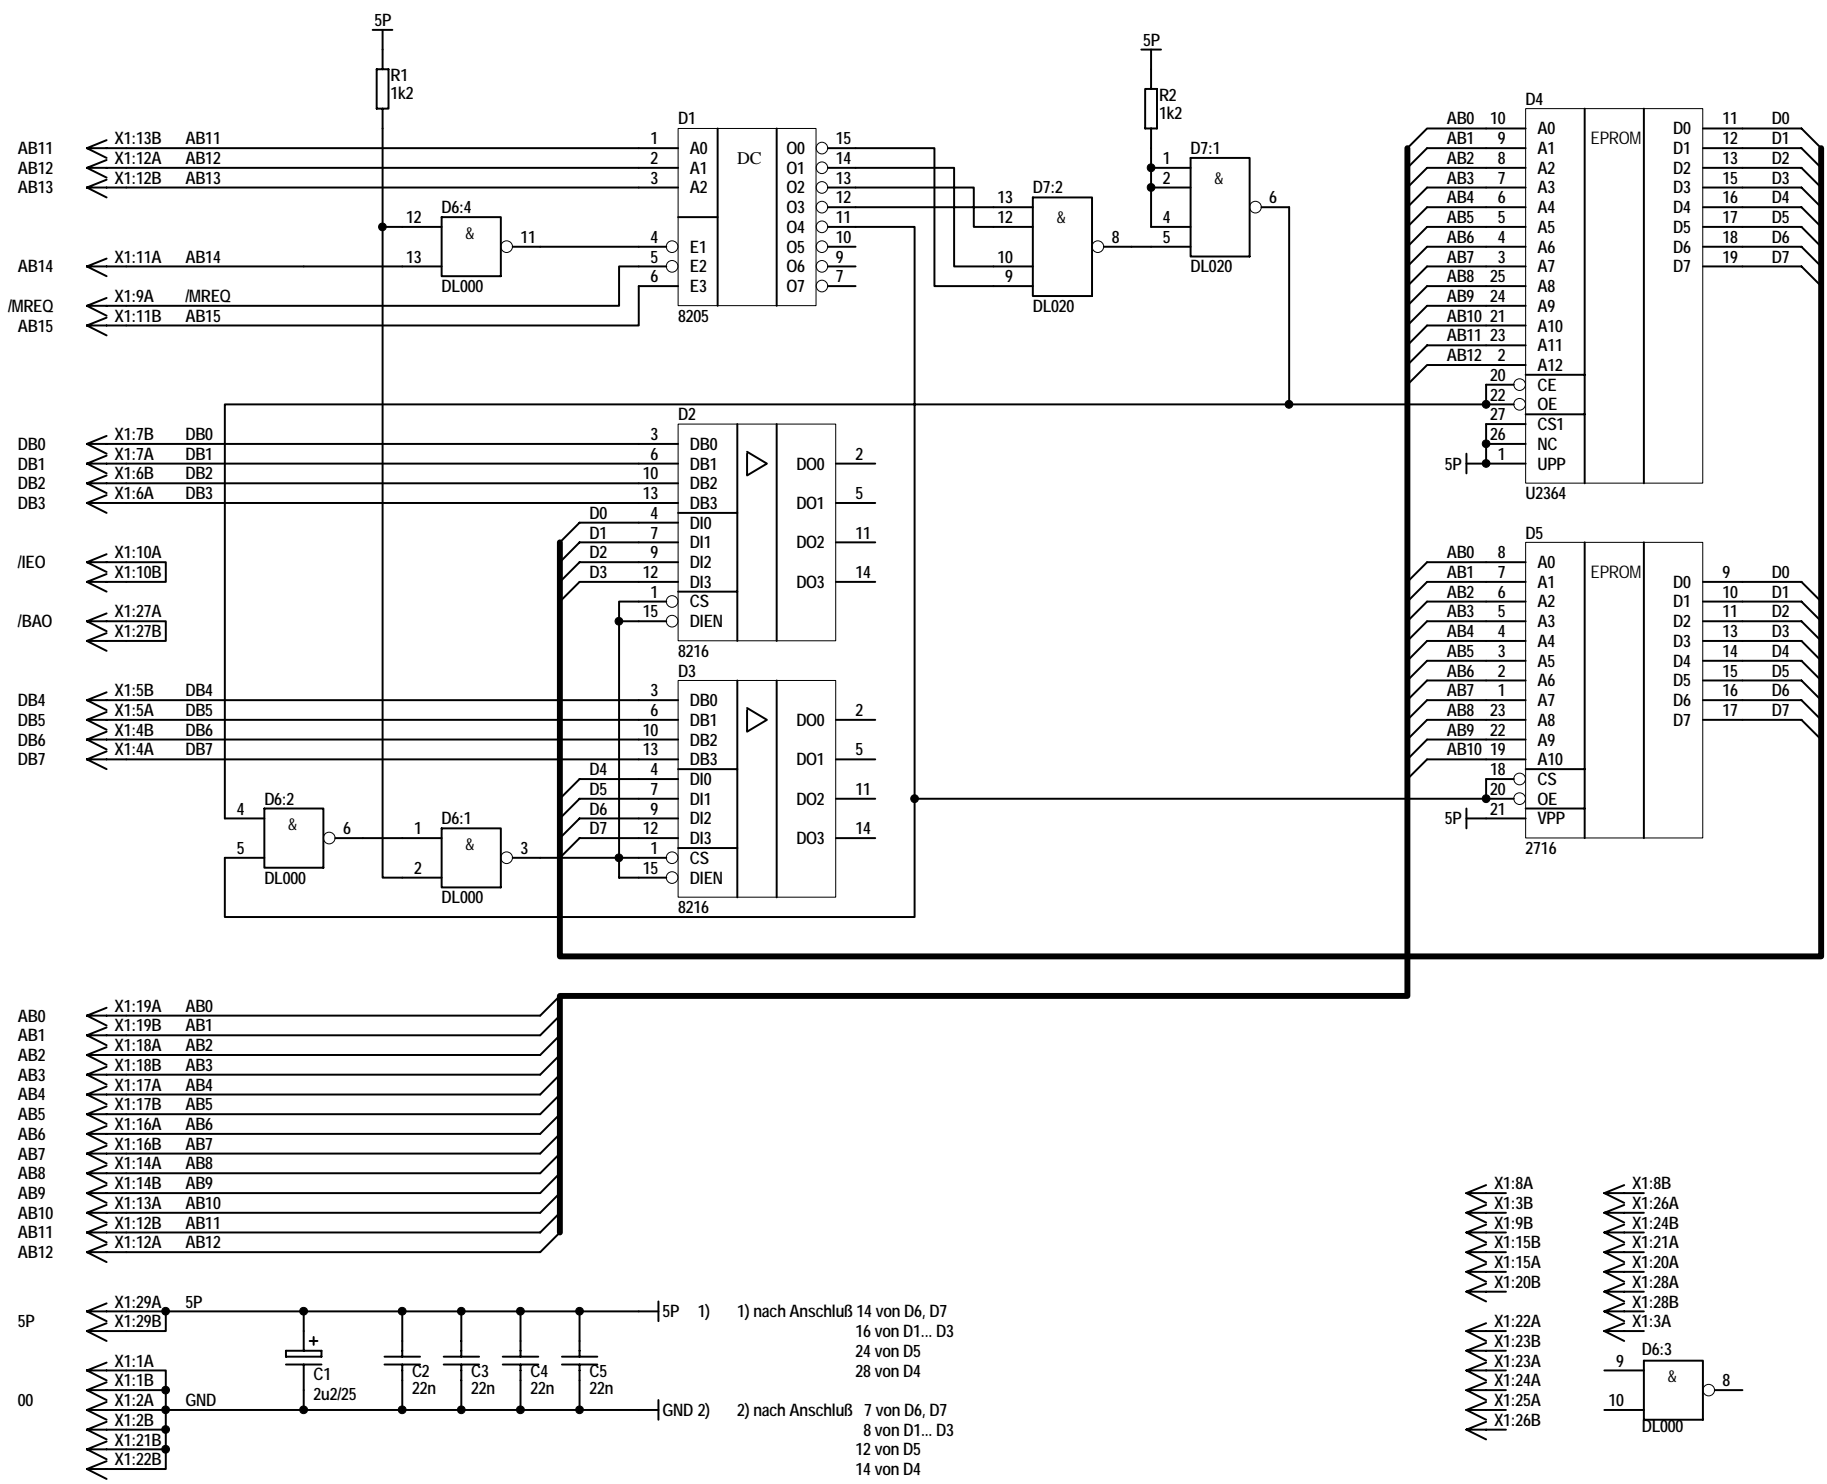 5P
R1
1k2
AB11 X1:13B AB11
AB12 X1:12A AB12
AB13 X1:12B AB13
AB14 X1:11A AB14
/MREQ X1:9A /MREQ
AB15 X1:11B AB15
D6:4
12
&
11
13
DL000
D1
1 A0 DC O0 15
2 A1 O1 14
3 A2 O2 13
O3 12
O4 11
4 E1 O5 10
5 E2 O6 9
6 E3 O7 7
8205
D7:2
13
12
&
8
10
9
DL020
5P
R2
1k2
D7:1
1
2
&
6
4
5
DL020
D4
EPROM
AB0 10 A0 D0 11 D0
AB1 9 A1 D1 12 D1
AB2 8 A2 D2 13 D2
AB3 7 A3 D3 15 D3
AB4 6 A4 D4 16 D4
AB5 5 A5 D5 17 D5
AB6 4 A6 D6 18 D6
AB7 3 A7 D7 19 D7
AB8 25 A8
AB9 24 A9
AB10 21 A10
AB11 23 A11
AB12 2 A12
20 CE
22 OE
27 CS1
26 NC
5P 1 UPP
U2364
DB0 X1:7B DB0
DB1 X1:7A DB1
DB2 X1:6B DB2
DB3 X1:6A DB3
D2
3 DB0
6 DB1 DO0 2
10 DB2
13 DB3 DO1 5
D0 4 DI0
D1 7 DI1 DO2 11
D2 9 DI2
D3 12 DI3 DO3 14
1 CS
15 DIEN
8216
/IEO X1:10A
X1:10B
/BAO X1:27A
X1:27B
DB4 X1:5B DB4
DB5 X1:5A DB5
DB6 X1:4B DB6
DB7 X1:4A DB7
D3
3 DB0
6 DB1 DO0 2
10 DB2
13 DB3 DO1 5
D4 4 DI0
D5 7 DI1 DO2 11
D6 9 DI2
D7 12 DI3 DO3 14
1 CS
15 DIEN
8216
D6:2
4
&
6
5
DL000
D6:1
1
&
3
2
DL000
D5
EPROM
AB0 8 A0
AB1 7 A1 D0 9 D0
AB2 6 A2 D1 10 D1
AB3 5 A3 D2 11 D2
AB4 4 A4 D3 13 D3
AB5 3 A5 D4 14 D4
AB6 2 A6 D5 15 D5
AB7 1 A7 D6 16 D6
AB8 23 A8 D7 17 D7
AB9 22 A9
AB10 19 A10
18 CS
20 OE
5P 21 VPP
2716
AB0 X1:19A AB0
AB1 X1:19B AB1
AB2 X1:18A AB2
AB3 X1:18B AB3
AB4 X1:17A AB4
AB5 X1:17B AB5
AB6 X1:16A AB6
AB7 X1:16B AB7
AB8 X1:14A AB8
AB9 X1:14B AB9
AB10 X1:13A AB10
AB11 X1:12B AB11
AB12 X1:12A AB12
5P X1:29A 5P
X1:29B
X1:1A
X1:1B
00 X1:2A GND
X1:2B
X1:21B
X1:22B
+
C1
2u2/25
C2
22n
C3
22n
C4
22n
C5
22n
5P 1)
GND 2)
1) nach Anschluß 14 von D6, D7
16 von D1... D3
24 von D5
28 von D4
2) nach Anschluß 7 von D6, D7
8 von D1... D3
12 von D5
14 von D4
X1:8A
X1:3B
X1:9B
X1:15B
X1:15A
X1:20B
X1:22A
X1:23B
X1:23A
X1:24A
X1:25A
X1:26B
X1:8B
X1:26A
X1:24B
X1:21A
X1:20A
X1:28A
X1:28B
X1:3A
D6:3
9
&
8
10
DL000